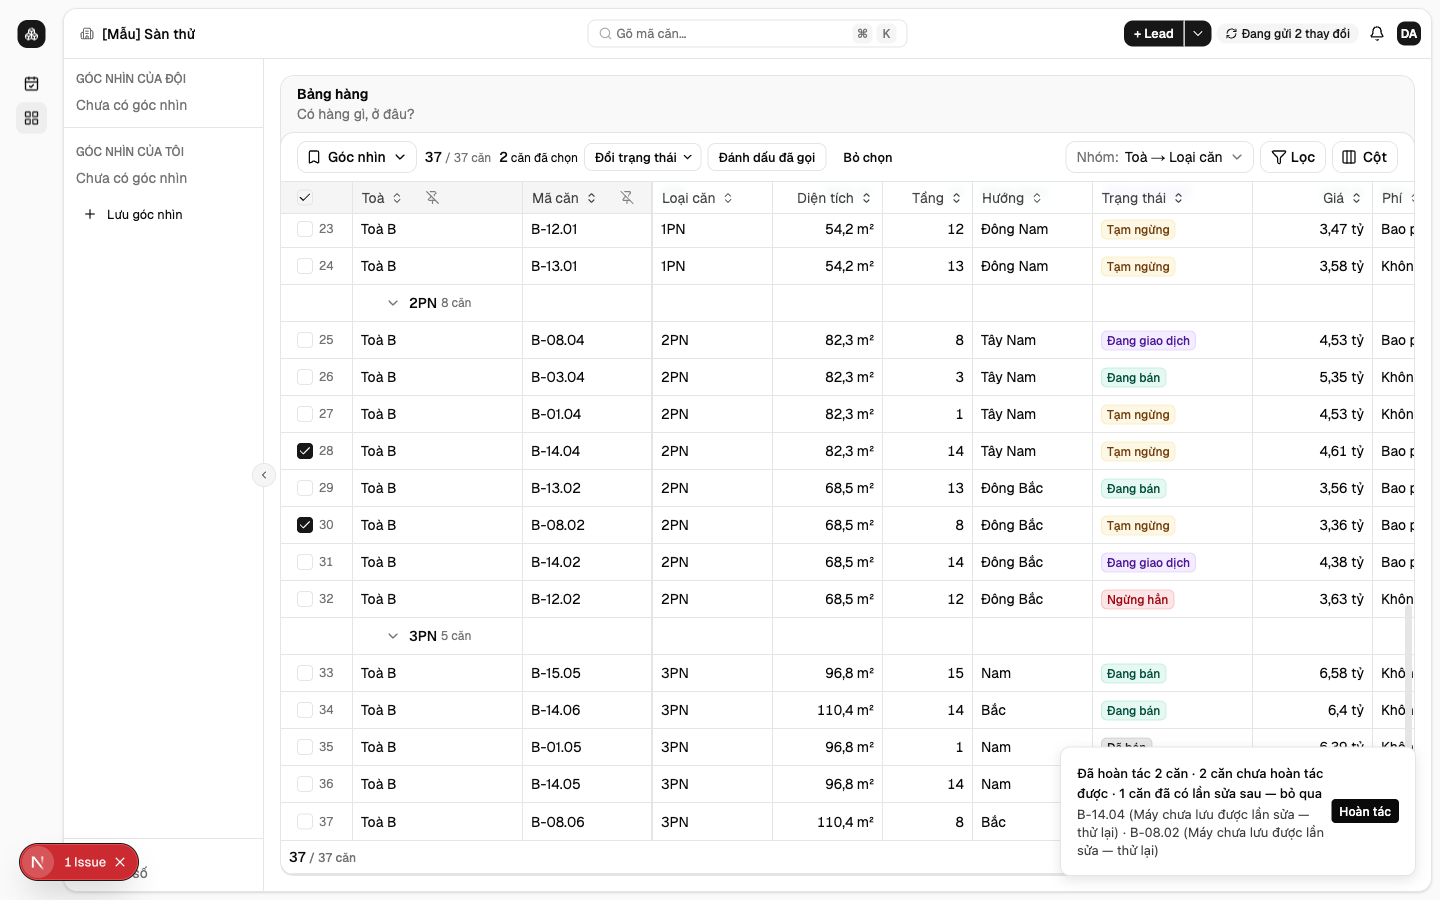 [Mẫu] Sàn thử
Gõ mã căn...
⌘ K
+ Lead
Đang gửi 2 thay đổi
DA
GÓC NHÌN CỦA ĐỘI
Chưa có góc nhìn
GÓC NHÌN CỦA TÔI
Chưa có góc nhìn
+ Lưu góc nhìn
Bảng hàng
Có hàng gì, ở đâu?
Góc nhìn
37 / 37 căn
2 căn đã chọn
Đổi trạng thái
Đánh dấu đã gọi
Bỏ chọn
Nhóm: Toà → Loại căn
Lọc
Cột
Toà Mã căn Loại căn Diện tích Tầng Hướng Trạng thái Giá Phí
23 Toà B B-12.01 1PN 54,2 m² 12 Đông Nam Tạm ngừng 3,47 tỷ Bao
24 Toà B B-13.01 1PN 54,2 m² 13 Đông Nam Tạm ngừng 3,58 tỷ Khôn
2PN 8 căn
25 Toà B B-08.04 2PN 82,3 m² 8 Tây Nam Đang giao dịch 4,53 tỷ Bao
26 Toà B B-03.04 2PN 82,3 m² 3 Tây Nam Đang bán 5,35 tỷ Khôn
27 Toà B B-01.04 2PN 82,3 m² 1 Tây Nam Tạm ngừng 4,53 tỷ Khôn
28 Toà B B-14.04 2PN 82,3 m² 14 Tây Nam Tạm ngừng 4,61 tỷ Bao
29 Toà B B-13.02 2PN 68,5 m² 13 Đông Bắc Đang bán 3,56 tỷ Bao
30 Toà B B-08.02 2PN 68,5 m² 8 Đông Bắc Tạm ngừng 3,36 tỷ Bao
31 Toà B B-14.02 2PN 68,5 m² 14 Đông Bắc Đang giao dịch 4,38 tỷ Bao
32 Toà B B-12.02 2PN 68,5 m² 12 Đông Bắc Ngừng hẳn 3,63 tỷ Khôn
3PN 5 căn
33 Toà B B-15.05 3PN 96,8 m² 15 Nam Đang bán 6,58 tỷ Khôn
34 Toà B B-14.06 3PN 110,4 m² 14 Bắc Đang bán 6,4 tỷ Khôn
35 Toà B B-01.05 3PN 96,8 m² 1 Nam
36 Toà B B-14.05 3PN 96,8 m² 14 Nam
37 Toà B B-08.06 3PN 110,4 m² 8 Bắc
Đã hoàn tác 2 căn · 2 căn chưa hoàn tác
được · 1 căn đã có lần sửa sau — bỏ qua
B-14.04 (Máy chưa lưu được lần sửa —
thử lại) · B-08.02 (Máy chưa lưu được lần
sửa — thử lại)
Hoàn tác
37 / 37 căn
N 1 Issue
số